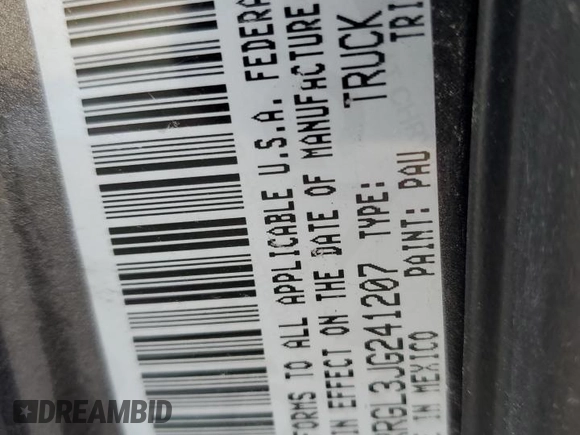 FORMS TO ALL APPLICABLE U.S.A. FEDERA
IN EFFECT ON THE DATE OF MANUFACTURE
RGL3JG241207 TYPE: TRUCK
IN MEXICO PAINT: PAU TRI
DREAMBID